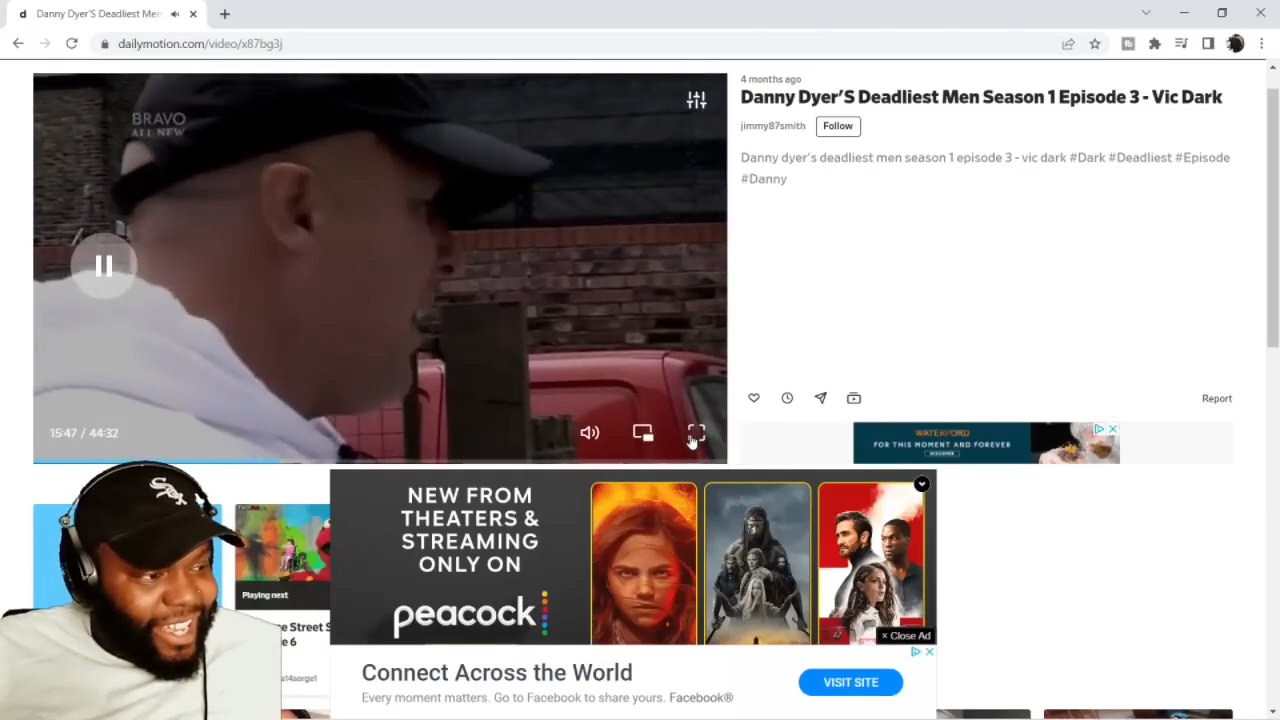 d Danny Dyer'S Deadliest Men
dailymotion.com/video/x87bg3j
BRAVO
ALL NEW
15:47 / 44:32
4 months ago
Danny Dyer'S Deadliest Men Season 1 Episode 3 - Vic Dark
jimmy87smith Follow
Danny dyer's deadliest men season 1 episode 3 - vic dark #Dark #Deadliest #Episode
#Danny
Report
WATERFORD
FOR THIS MOMENT AND FOREVER
Sox
Playing next
Street S
6
a14sorge1
NEW FROM
THEATERS &
STREAMING
ONLY ON
peacock
× Close Ad
Connect Across the World
Every moment matters. Go to Facebook to share yours. Facebook®
VISIT SITE